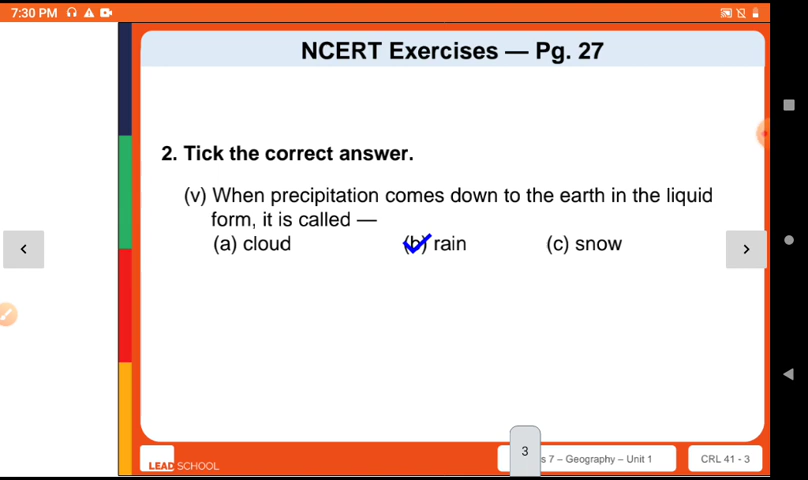 7:30 PM
NCERT Exercises — Pg. 27
2. Tick the correct answer.
(v) When precipitation comes down to the earth in the liquid
form, it is called —
(a) cloud (b) rain (c) snow
3
s 7 – Geography – Unit 1
CRL 41 - 3
LEAD SCHOOL